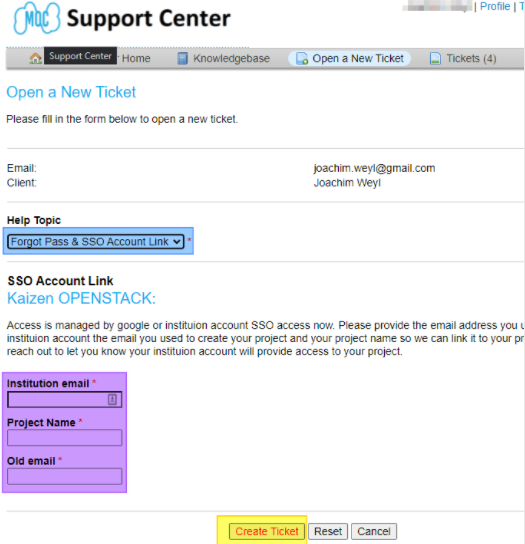 MOC Support Center
| Profile | T
Support Center Home Knowledgebase Open a New Ticket Tickets (4)
Open a New Ticket
Please fill in the form below to open a new ticket.
Email: joachim.weyl@gmail.com
Client: Joachim Weyl
Help Topic
Forgot Pass & SSO Account Link *
SSO Account Link
Kaizen OPENSTACK:
Access is managed by google or instituion account SSO access now. Please provide the email address you u
instituion account the email you used to create your project and your project name so we can link it to your pr
reach out to let you know your instituion account will provide access to your project.
Institution email *
Project Name *
Old email *
Create Ticket Reset Cancel